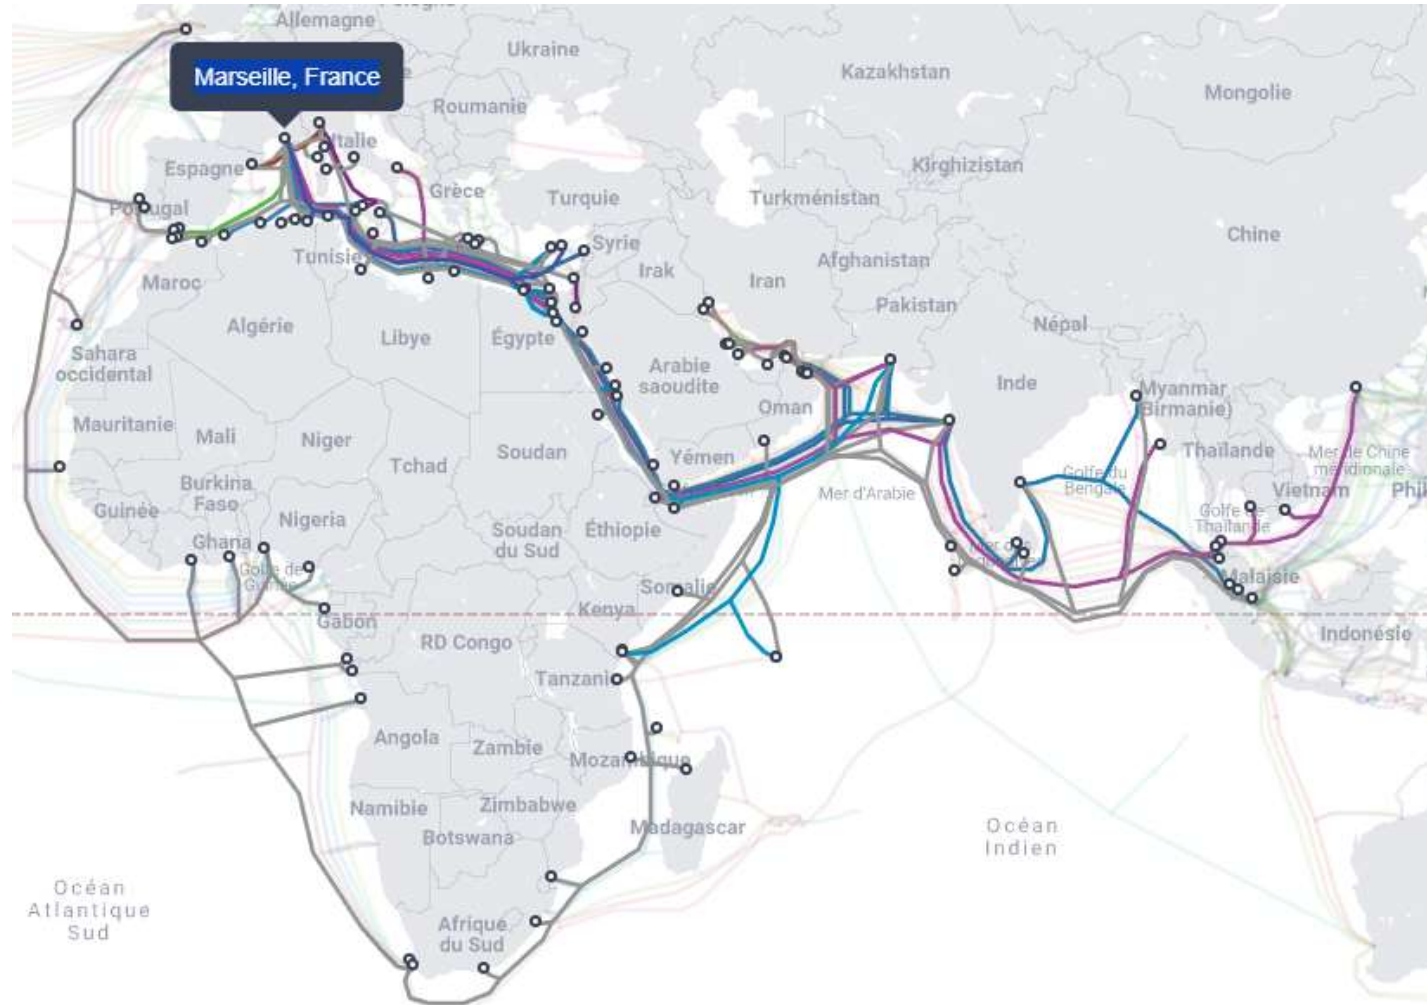 Allemagne
Ukraine
Kazakhstan
Mongolie
Marseille, France
Roumanie
Italie
Kirghizistan
Espagne
Grèce
Turquie
Turkménistan
Portugal
Chine
Syrie
Tunisie
Afghanistan
Irak
Iran
Maroc
Pakistan
Népal
Algérie
Libye
Égypte
Sahara
occidental
Arabie
saoudite
Inde
Myanmar
(Birmanie)
Oman
Mauritanie
Mali
Niger
Tchad
Soudan
Yémen
Thaïlande
Mer de Chine
méridionale
Golfe du
Bengale
Mer d'Arabie
Vietnam
Phil
Burkina
Faso
Guinée
Nigeria
Golfe de
Thaïlande
Soudan
du Sud
Éthiopie
Ghana
Golfe de
Malaisie
Somalie
Kenya
Gabon
RD Congo
Indonésie
Tanzani
Angola
Zambie
Mozambique
Namibie
Zimbabwe
Botswana
Madagascar
Océan
Indien
Océan
Atlantique
Sud
Afrique
du Sud